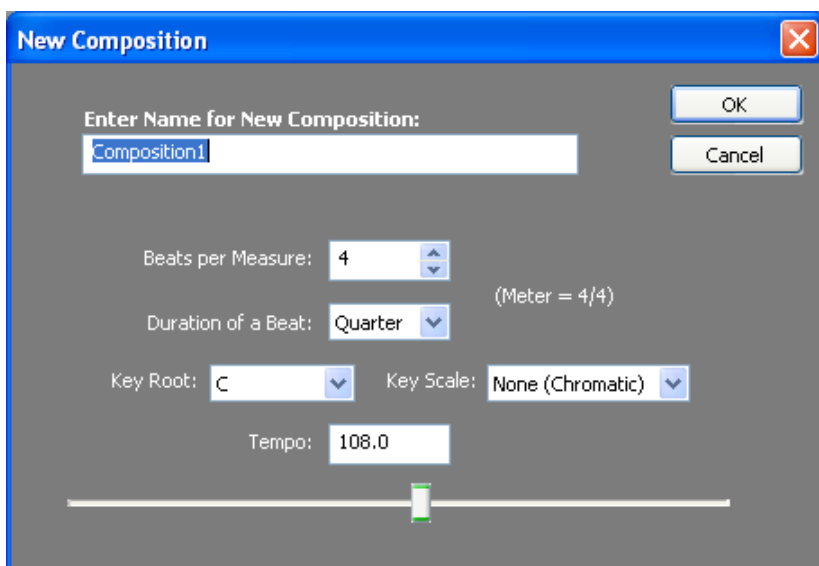 New Composition
OK
Enter Name for New Composition:
Composition1
Cancel
Beats per Measure: 4
(Meter = 4/4)
Duration of a Beat: Quarter
Key Root: C Key Scale: None (Chromatic)
Tempo: 108.0